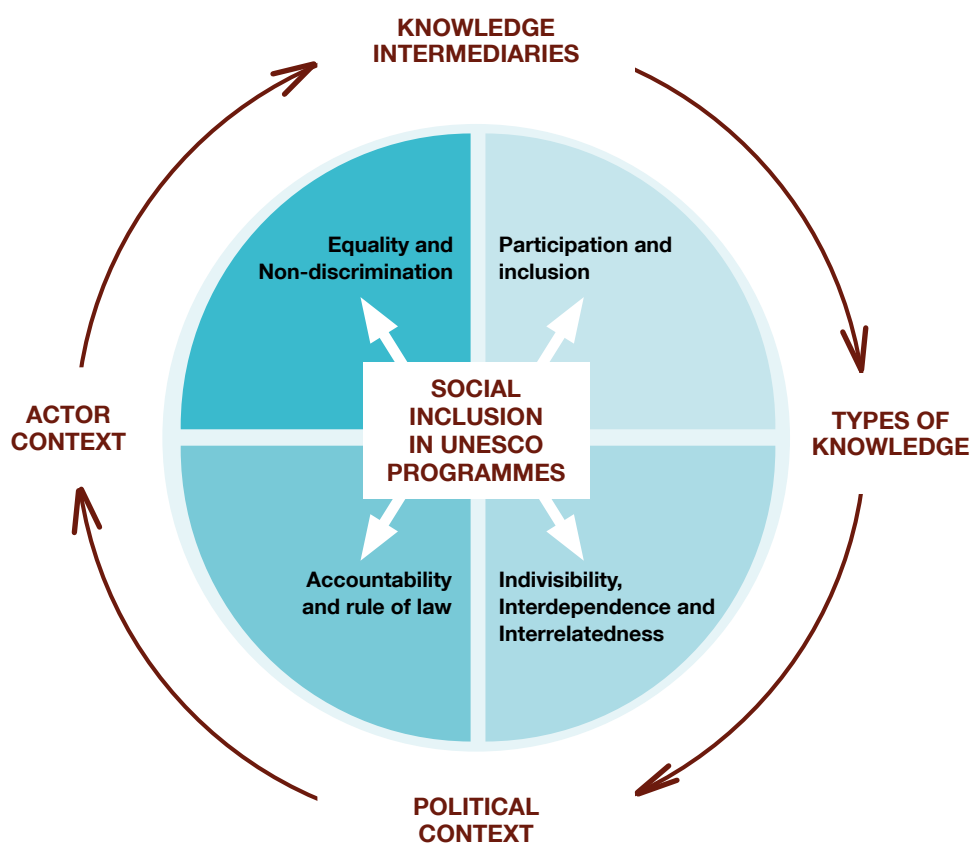 KNOWLEDGE
INTERMEDIARIES
Equality and
Non-discrimination
Participation and
inclusion
SOCIAL
INCLUSION
IN UNESCO
PROGRAMMES
ACTOR
CONTEXT
TYPES OF
KNOWLEDGE
Accountability
and rule of law
Indivisibility,
Interdependence and
Interrelatedness
POLITICAL
CONTEXT